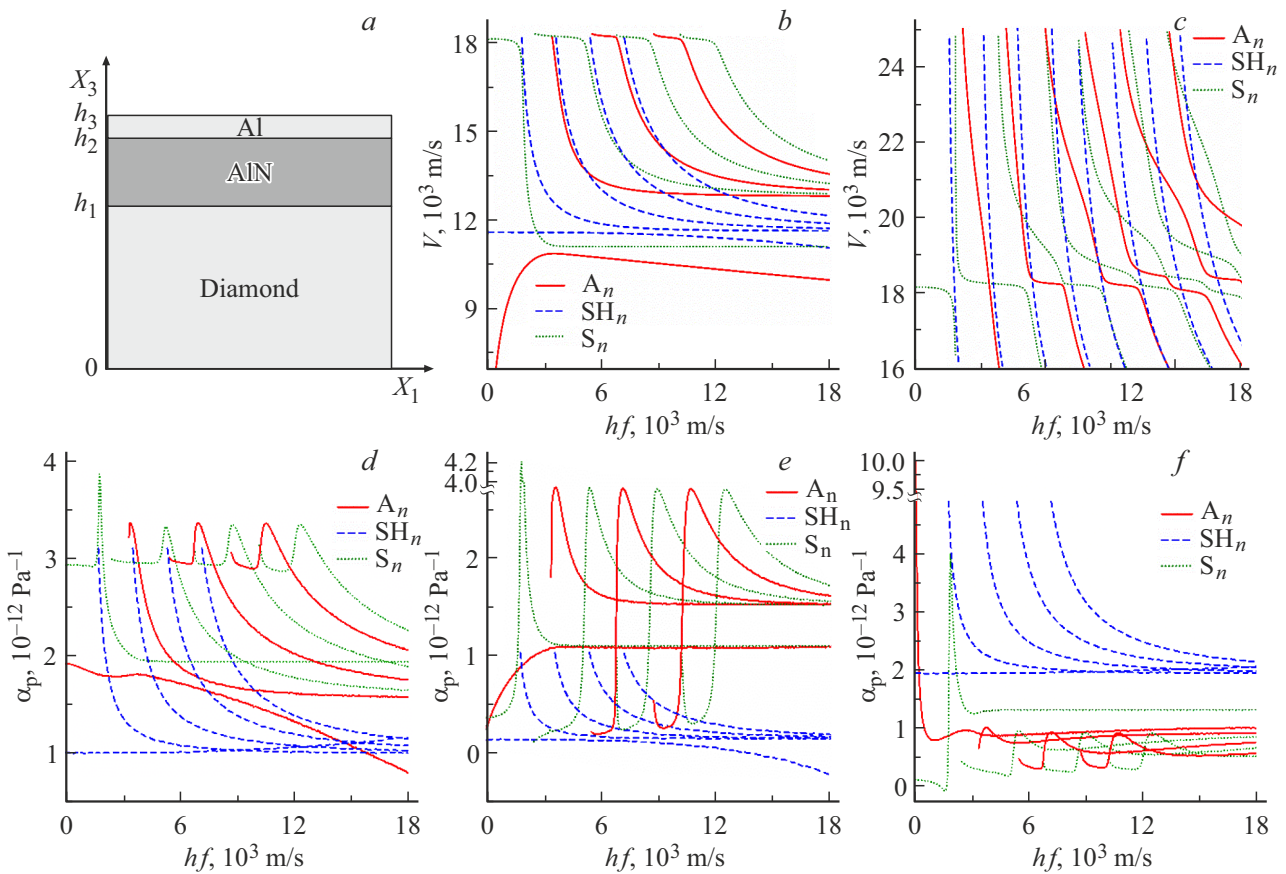 a
X3
h3
h2
h1
0
Al
AlN
Diamond
X1
b
V, 10^3 m/s
18
15
12
9
An
SHn
Sn
0 6 12 18
hf, 10^3 m/s
c
V, 10^3 m/s
24
22
20
18
16
An
SHn
Sn
0 6 12 18
hf, 10^3 m/s
d
αp, 10^–12 Pa^–1
4
3
2
1
An
SHn
Sn
0 6 12 18
hf, 10^3 m/s
e
αp, 10^–12 Pa^–1
4.2
4.0
2
1
0
An
SHn
Sn
0 6 12 18
hf, 10^3 m/s
f
αp, 10^–12 Pa^–1
10.0
9.5
4
3
2
1
0
An
SHn
Sn
0 6 12 18
hf, 10^3 m/s